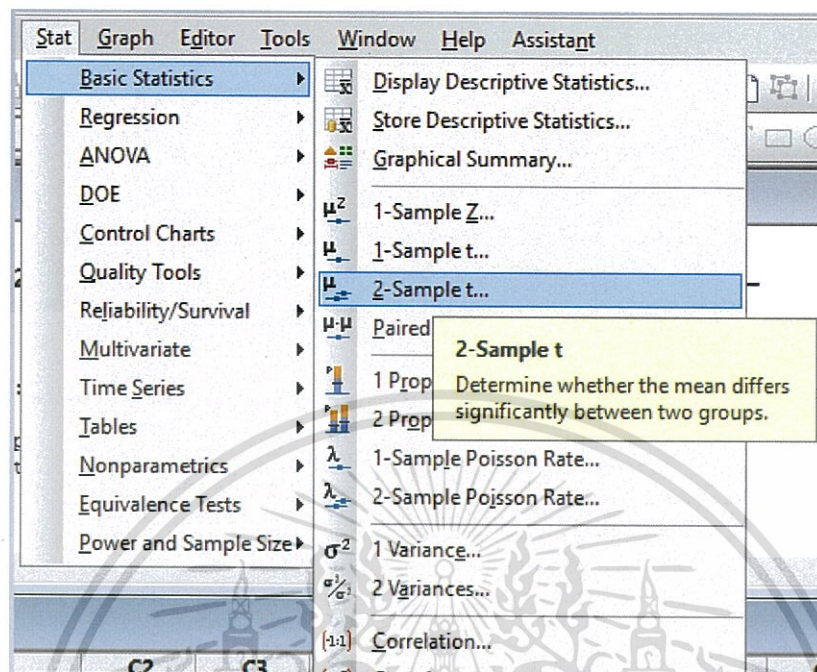 Stat Graph Editor Tools Window Help Assistant
Basic Statistics
Regression
ANOVA
DOE
Control Charts
Quality Tools
Reliability/Survival
Multivariate
Time Series
Tables
Nonparametrics
Equivalence Tests
Power and Sample Size
Display Descriptive Statistics...
Store Descriptive Statistics...
Graphical Summary...
1-Sample Z...
1-Sample t...
2-Sample t...
Paired
1 Prop
2 Prop
1-Sample Poisson Rate...
2-Sample Poisson Rate...
1 Variance...
2 Variances...
Correlation...
2-Sample t
Determine whether the mean differs
significantly between two groups.
C2 C3